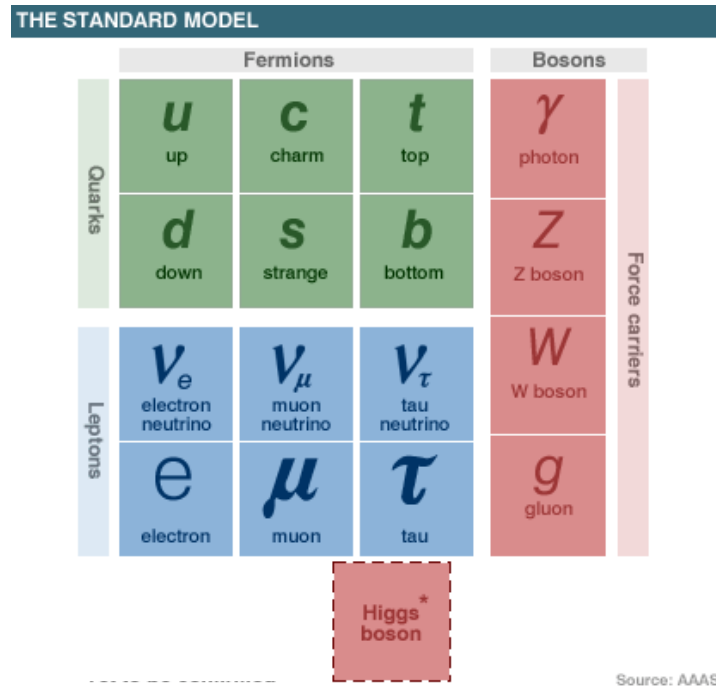 THE STANDARD MODEL
Fermions
Bosons
Quarks
u
up
c
charm
t
top
γ
photon
d
down
s
strange
b
bottom
Z
Z boson
Force carriers
Leptons
νe
electron
neutrino
νμ
muon
neutrino
ντ
tau
neutrino
W
W boson
e
electron
μ
muon
τ
tau
g
gluon
Higgs*
boson
Source: AAAS